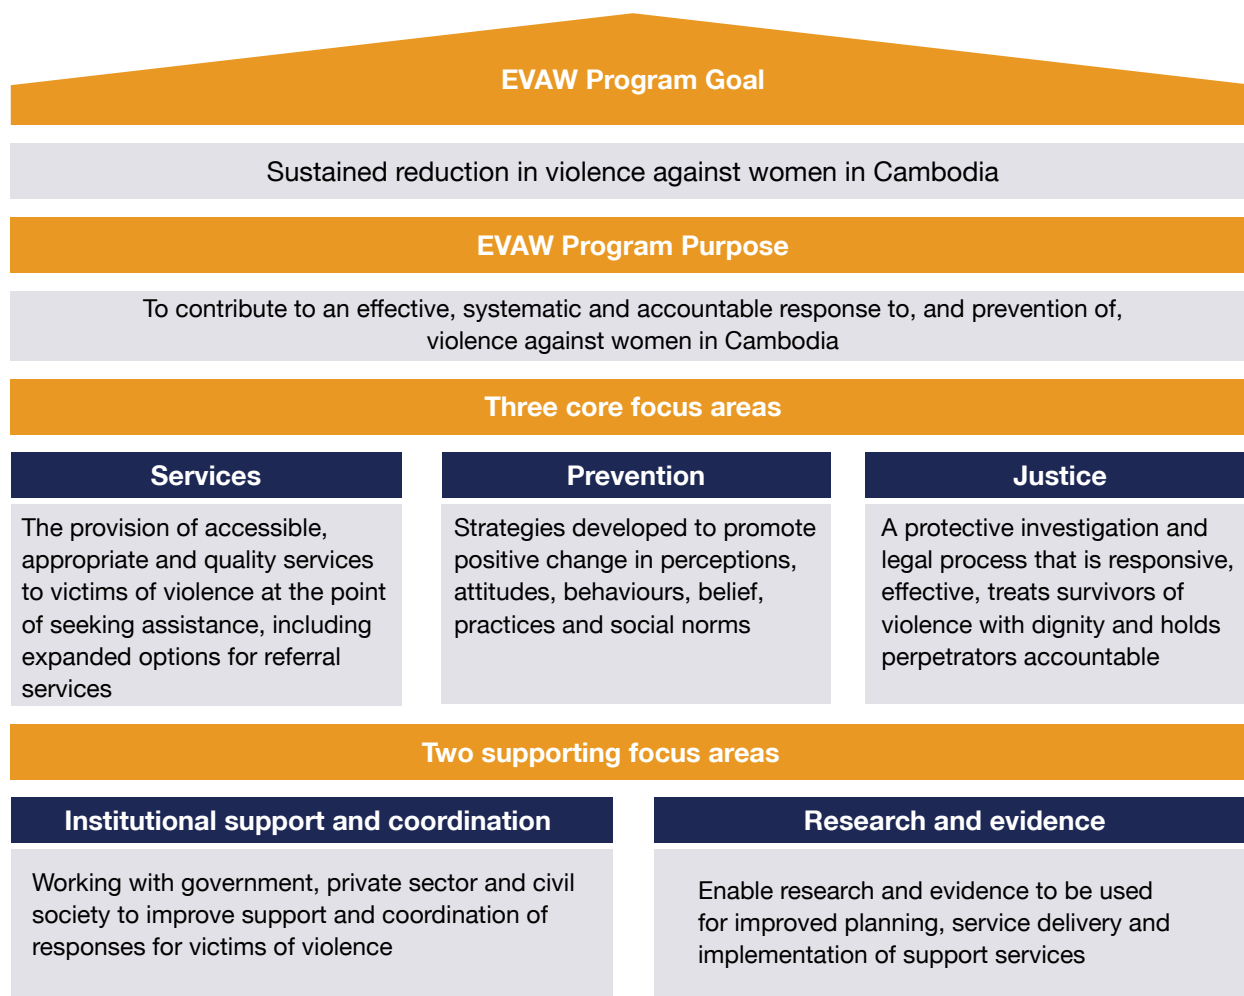 EVAW Program Goal
Sustained reduction in violence against women in Cambodia
EVAW Program Purpose
To contribute to an effective, systematic and accountable response to, and prevention of,
violence against women in Cambodia
Three core focus areas
Services
The provision of accessible,
appropriate and quality services
to victims of violence at the point
of seeking assistance, including
expanded options for referral
services
Prevention
Strategies developed to promote
positive change in perceptions,
attitudes, behaviours, belief,
practices and social norms
Justice
A protective investigation and
legal process that is responsive,
effective, treats survivors of
violence with dignity and holds
perpetrators accountable
Two supporting focus areas
Institutional support and coordination
Working with government, private sector and civil
society to improve support and coordination of
responses for victims of violence
Research and evidence
Enable research and evidence to be used
for improved planning, service delivery and
implementation of support services